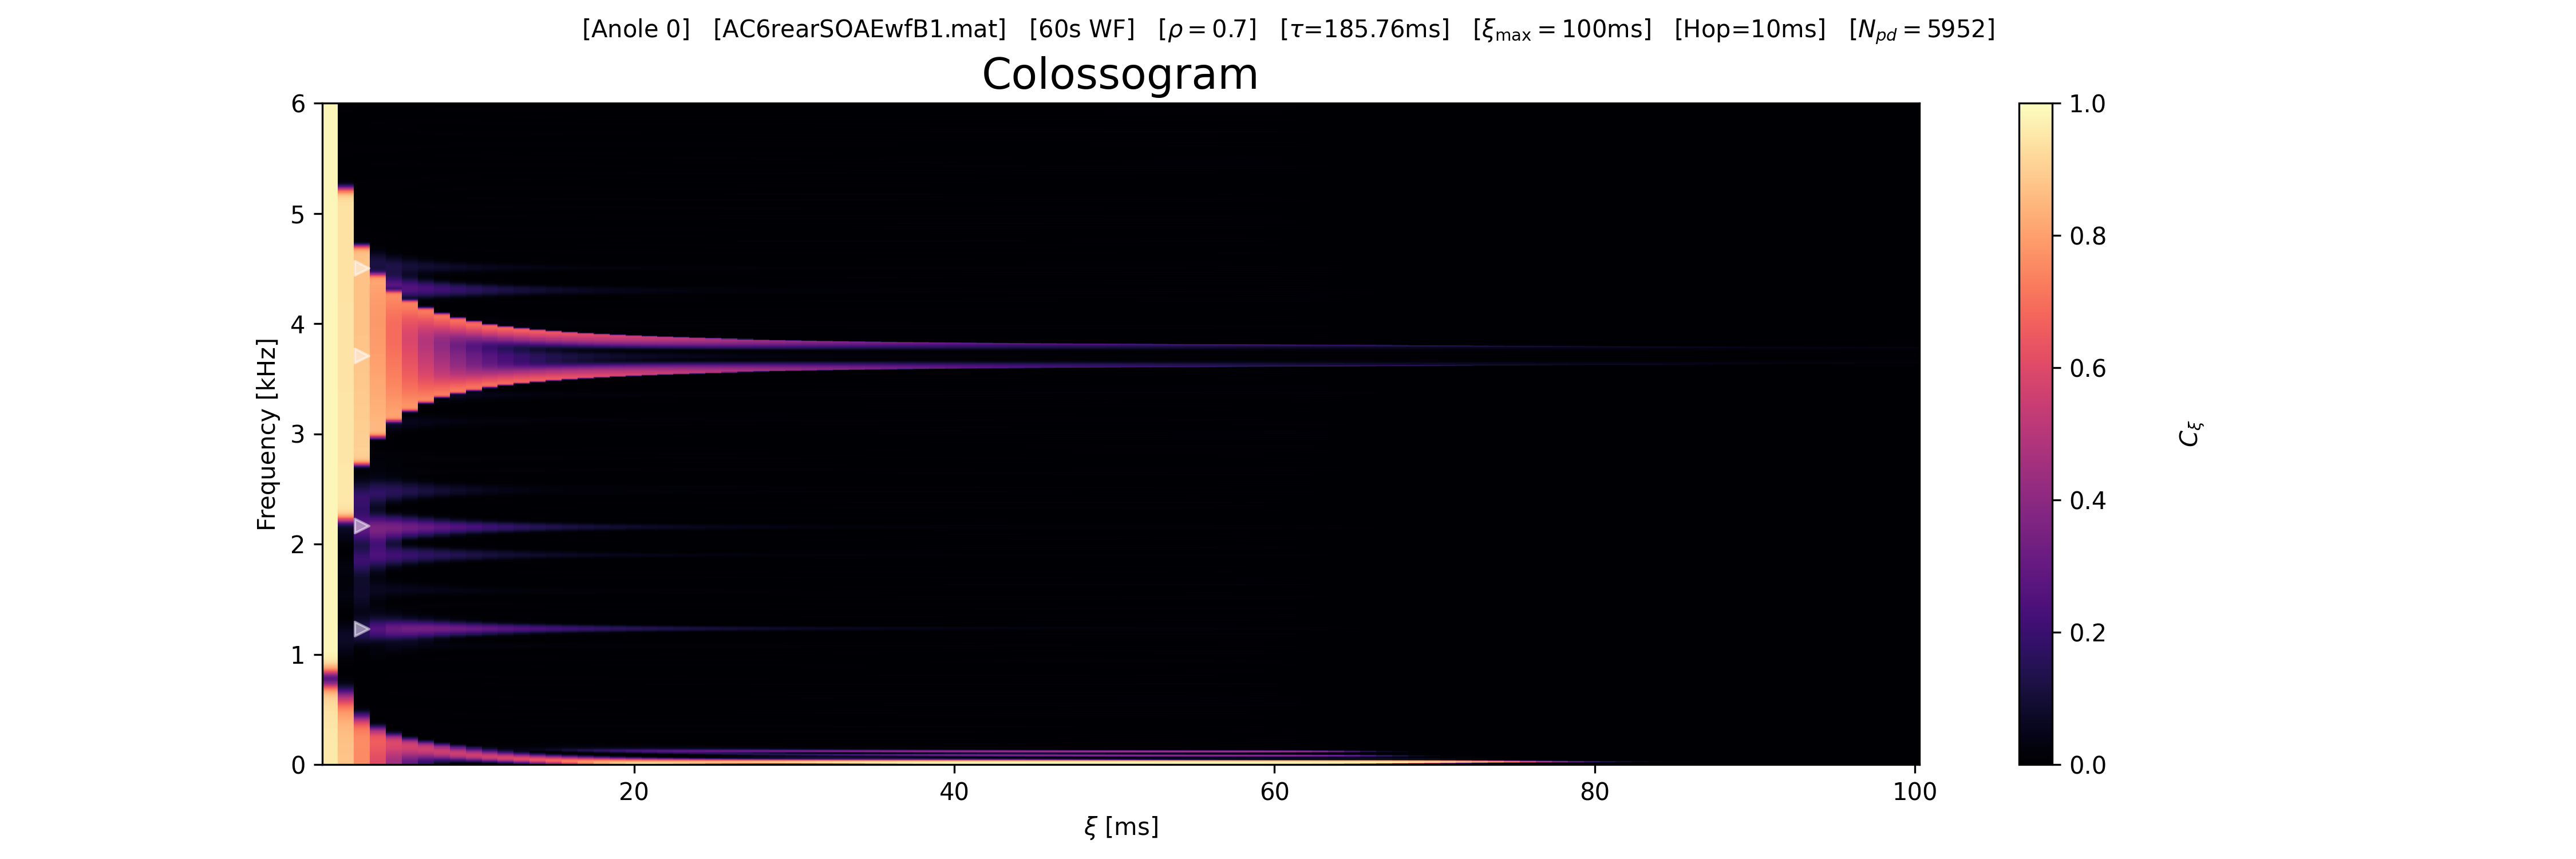 [Anole 0] [AC6rearSOAEwfB1.mat] [60s WF] [ρ = 0.7] [τ=185.76ms] [ξmax = 100ms] [Hop=10ms] [Npd = 5952]
Colossogram
6
5
4
3
2
1
0
Frequency [kHz]
20 40 60 80 100
ξ [ms]
1.0
0.8
0.6
0.4
0.2
0.0
Cξ